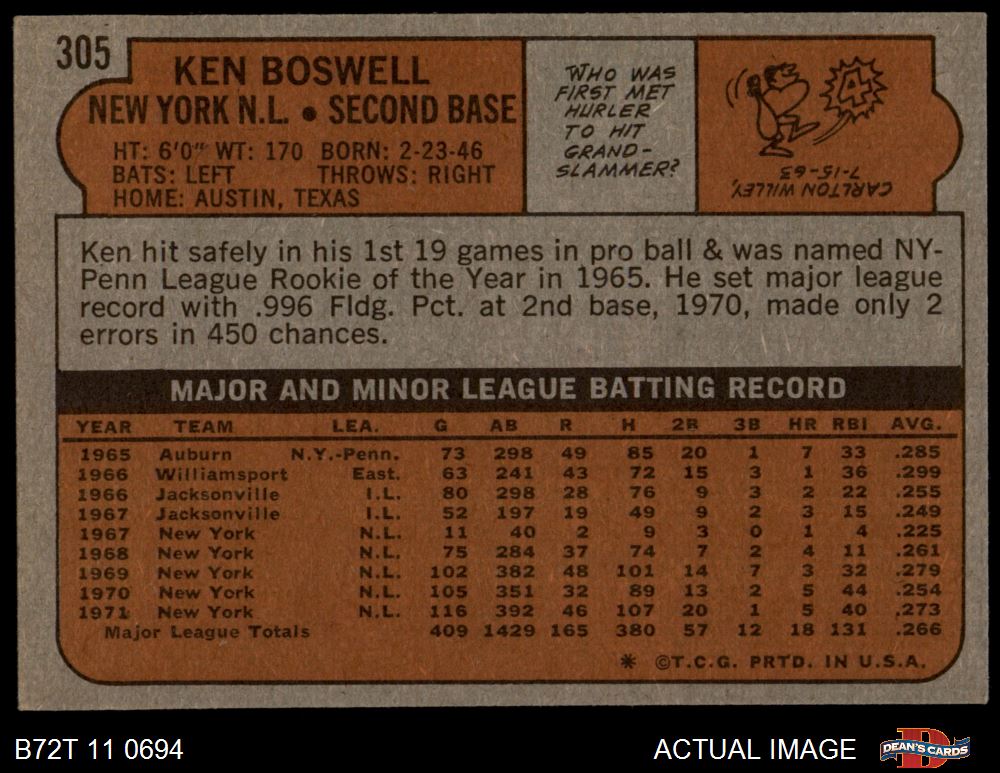 305
KEN BOSWELL
NEW YORK N.L. • SECOND BASE
HT: 6'0" WT: 170 BORN: 2-23-46
BATS: LEFT THROWS: RIGHT
HOME: AUSTIN, TEXAS
WHO WAS
FIRST MET
HURLER
TO HIT
GRAND-
SLAMMER?
4
CARLTON WILLEY,
7-15-63
Ken hit safely in his 1st 19 games in pro ball & was named NY-
Penn League Rookie of the Year in 1965. He set major league
record with .996 Fldg. Pct. at 2nd base, 1970, made only 2
errors in 450 chances.
MAJOR AND MINOR LEAGUE BATTING RECORD
YEAR TEAM LEA. G AB R H 2B 3B HR RBI AVG.
1965 Auburn N.Y.-Penn. 73 298 49 85 20 1 7 33 .285
1966 Williamsport East. 63 241 43 72 15 3 1 36 .299
1966 Jacksonville I.L. 80 298 28 76 9 3 2 22 .255
1967 Jacksonville I.L. 52 197 19 49 9 2 3 15 .249
1967 New York N.L. 11 40 2 9 3 0 1 4 .225
1968 New York N.L. 75 284 37 74 7 2 4 11 .261
1969 New York N.L. 102 382 48 101 14 7 3 32 .279
1970 New York N.L. 105 351 32 89 13 2 5 44 .254
1971 New York N.L. 116 392 46 107 20 1 5 40 .273
Major League Totals 409 1429 165 380 57 12 18 131 .266
* ©T.C.G. PRTD. IN U.S.A.
B72T 11 0694
ACTUAL IMAGE
DEAN'S CARDS